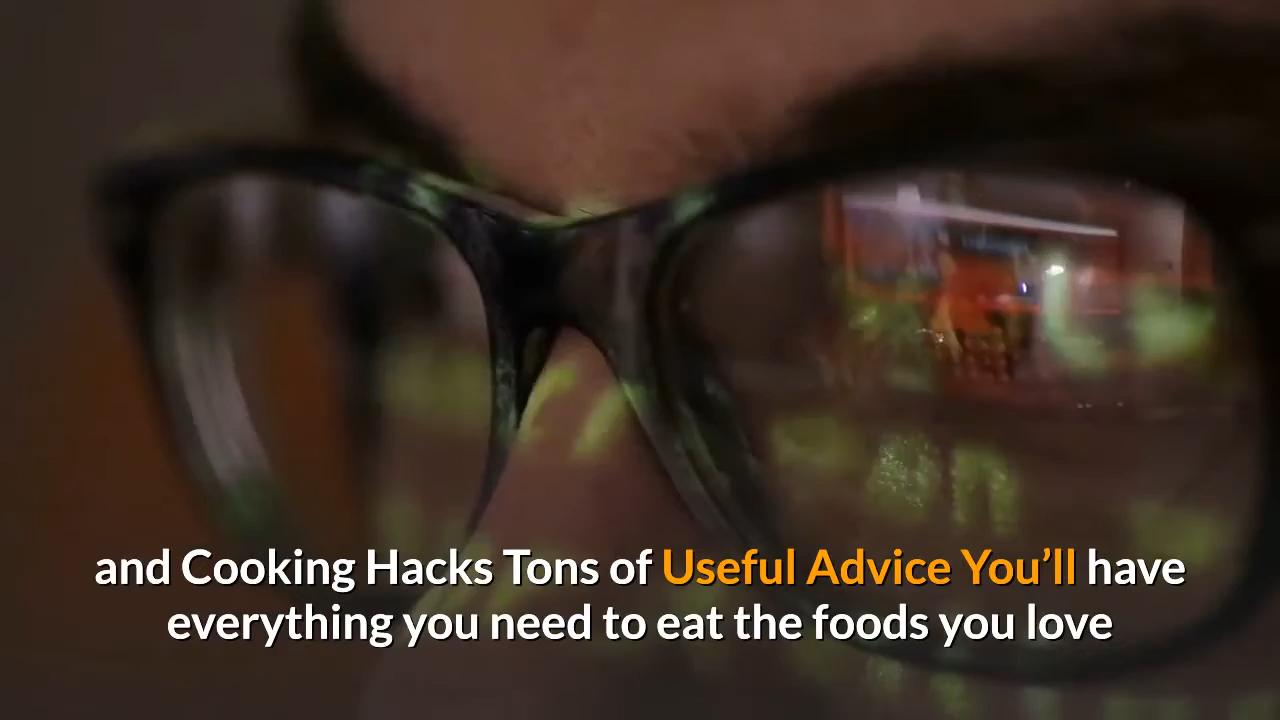 and Cooking Hacks Tons of Useful Advice You’ll have
everything you need to eat the foods you love